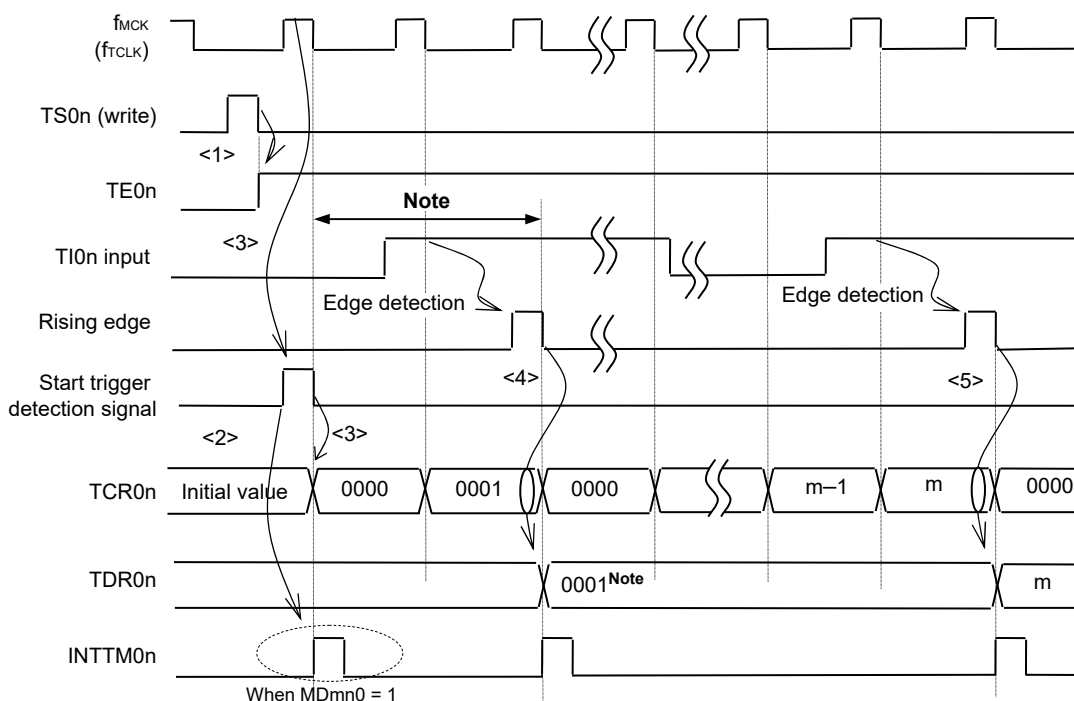 fMCK
(fTCLK)
TS0n (write)
<1>
TE0n
Note
<3>
TI0n input
Edge detection
Edge detection
Rising edge
<4>
<5>
Start trigger
detection signal
<2>
<3>
TCR0n
Initial value
0000
0001
0000
m–1
m
0000
TDR0n
0001Note
m
INTTM0n
When MDmn0 = 1